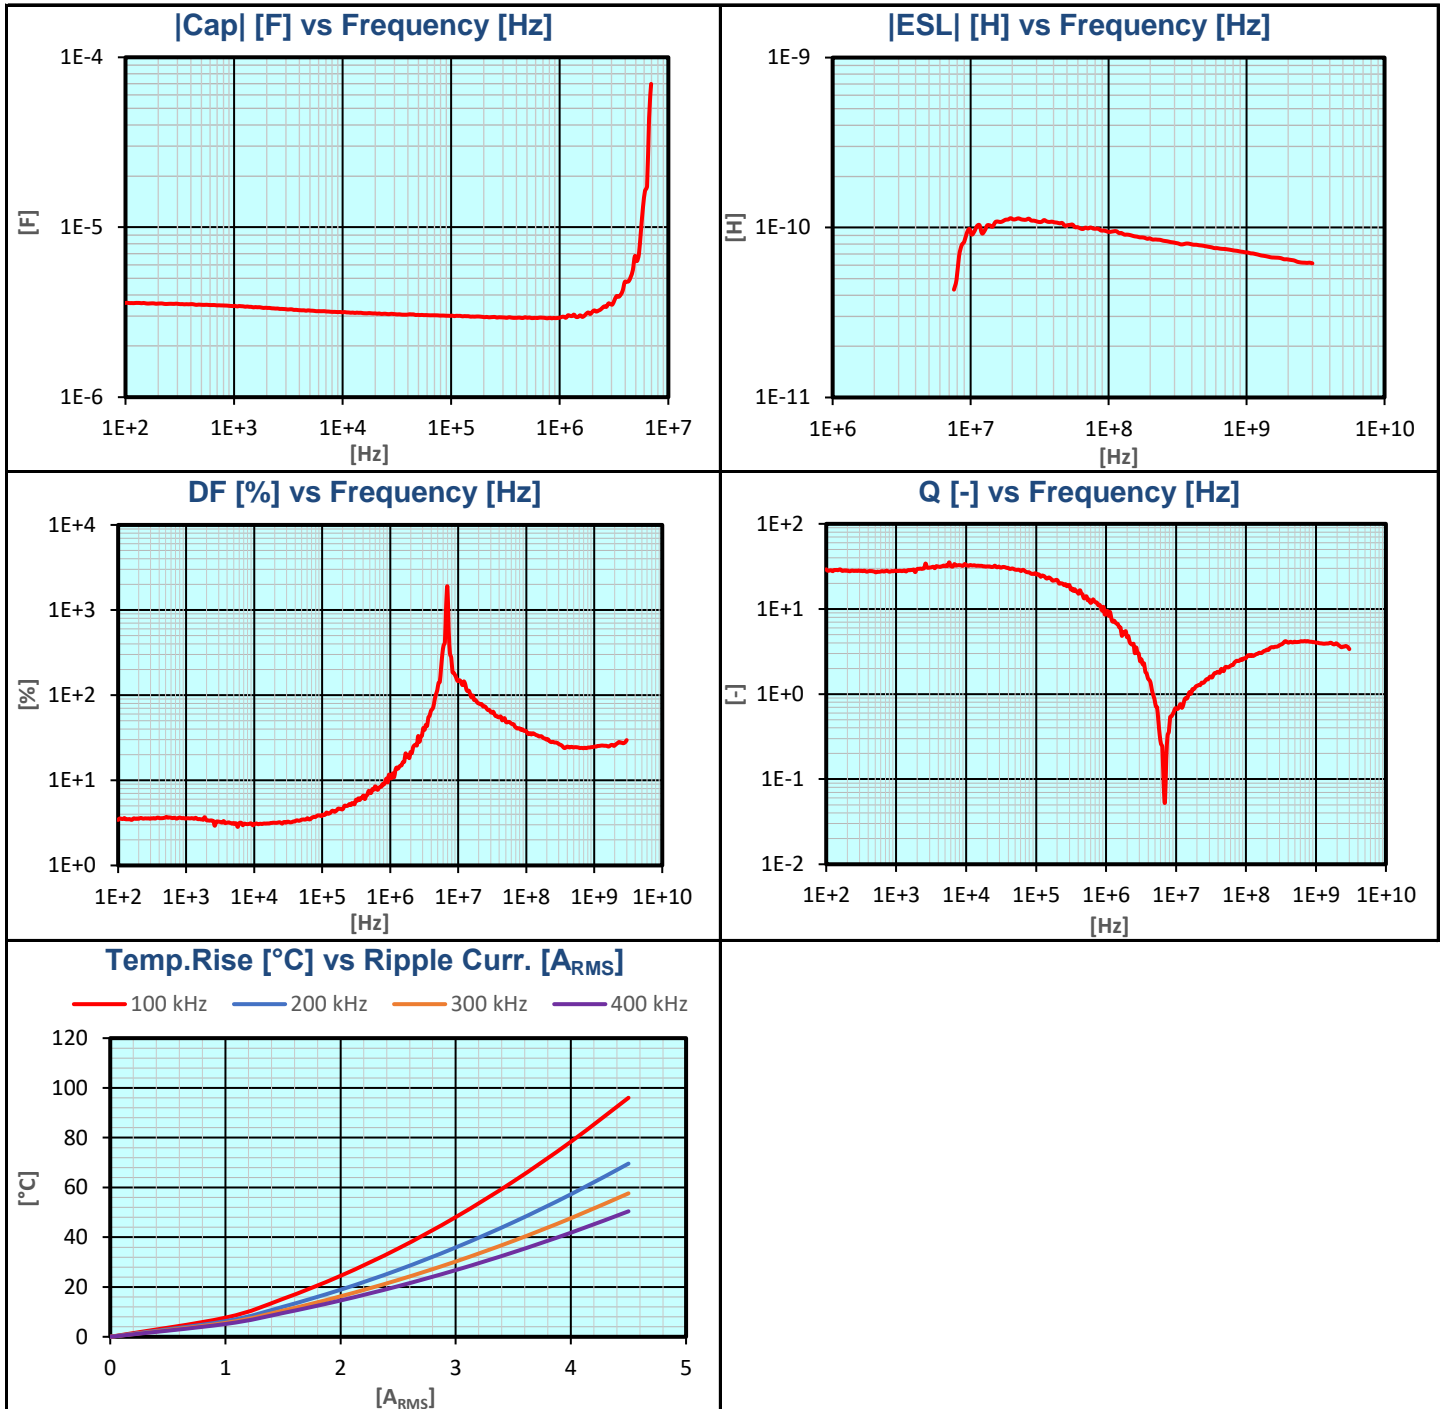 |Cap| [F] vs Frequency [Hz]
1E-4
1E-5
1E-6
[F]
1E+2 1E+3 1E+4 1E+5 1E+6 1E+7
[Hz]
|ESL| [H] vs Frequency [Hz]
1E-9
1E-10
1E-11
[H]
1E+6 1E+7 1E+8 1E+9 1E+10
[Hz]
DF [%] vs Frequency [Hz]
1E+4
1E+3
1E+2
1E+1
1E+0
[%]
1E+2 1E+3 1E+4 1E+5 1E+6 1E+7 1E+8 1E+9 1E+10
[Hz]
Q [-] vs Frequency [Hz]
1E+2
1E+1
1E+0
1E-1
1E-2
[-]
1E+2 1E+3 1E+4 1E+5 1E+6 1E+7 1E+8 1E+9 1E+10
[Hz]
Temp.Rise [°C] vs Ripple Curr. [ARMS]
100 kHz 200 kHz 300 kHz 400 kHz
120
100
80
60
40
20
0
[°C]
0 1 2 3 4 5
[ARMS]